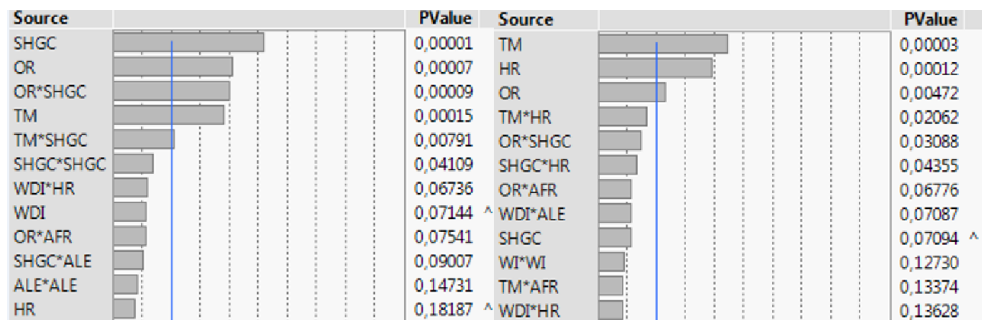 Source PValue Source PValue
SHGC 0,00001 TM 0,00003
OR 0,00007 HR 0,00012
OR*SHGC 0,00009 OR 0,00472
TM 0,00015 TM*HR 0,02062
TM*SHGC 0,00791 OR*SHGC 0,03088
SHGC*SHGC 0,04109 SHGC*HR 0,04355
WDI*HR 0,06736 OR*AFR 0,06776
WDI 0,07144 ^ WDI*ALE 0,07087
OR*AFR 0,07541 SHGC 0,07094 ^
SHGC*ALE 0,09007 WI*WI 0,12730
ALE*ALE 0,14731 TM*AFR 0,13374
HR 0,18187 ^ WDI*HR 0,13628